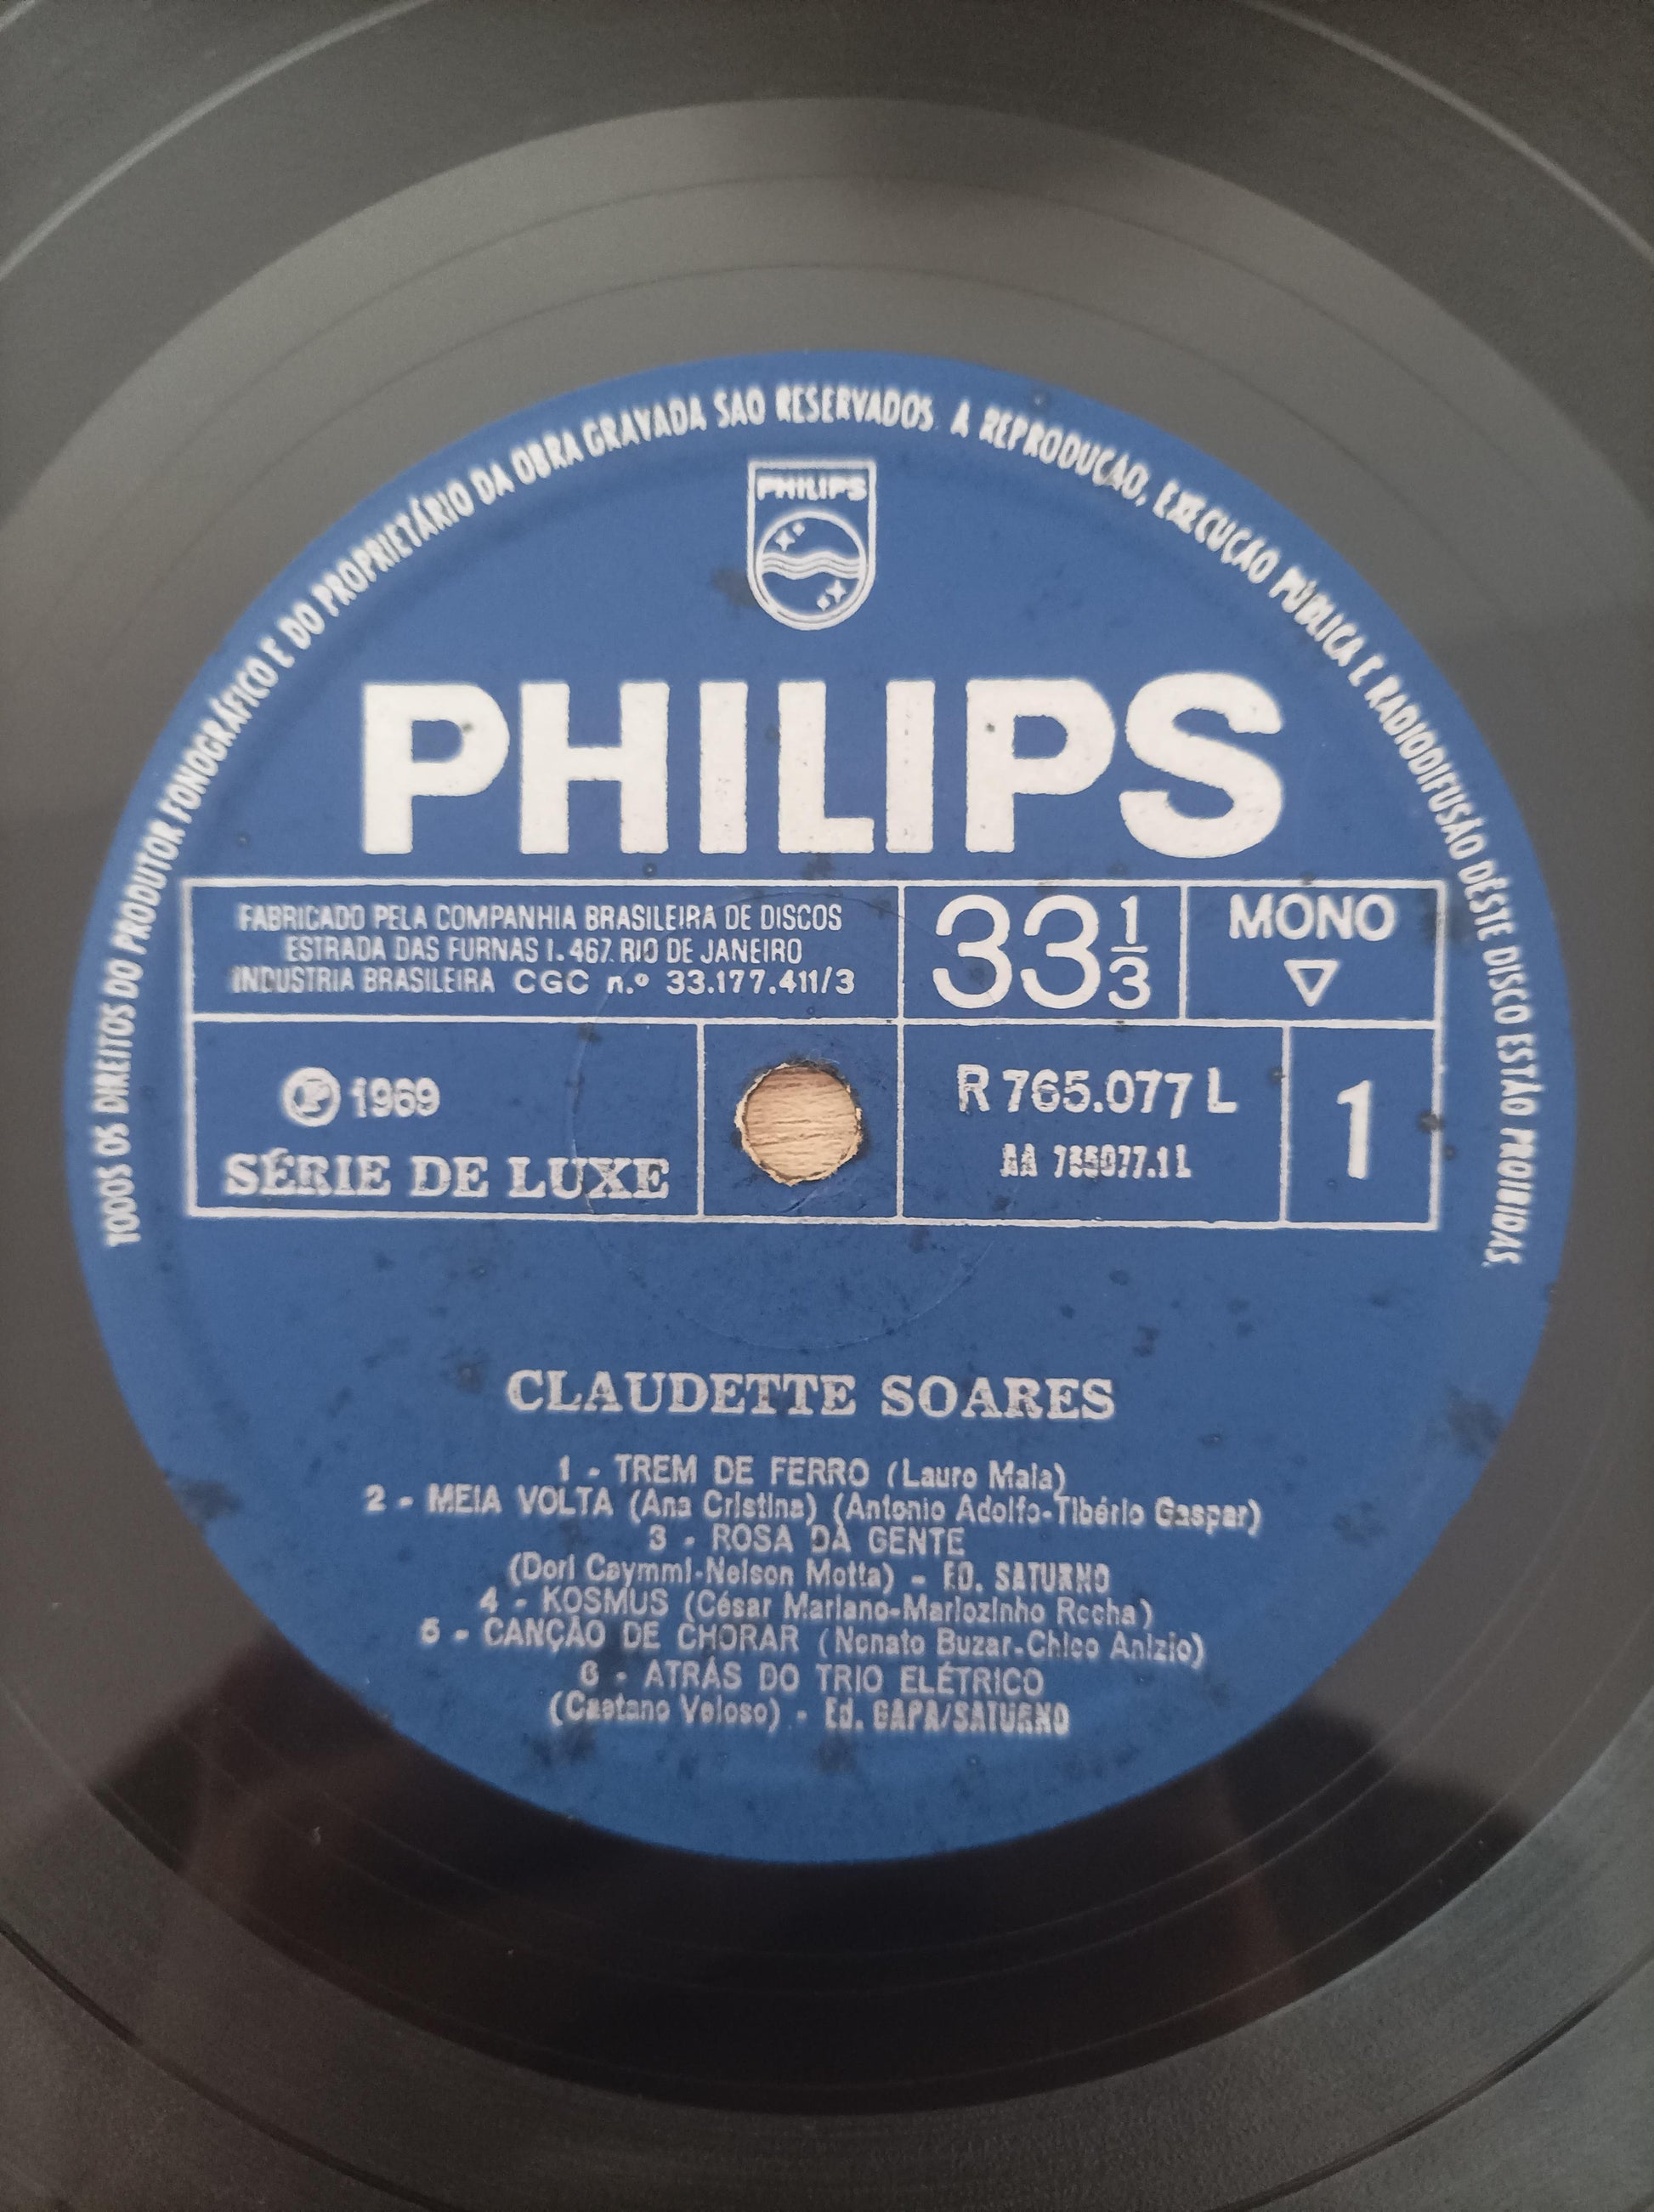 TODOS OS DIREITOS DO PRODUTOR FONOGRÁFICO E DO PROPRIETÁRIO DA OBRA GRAVADA SAO RESERVADOS. A REPRODUÇAO, EXECUÇÃO PÚBLICA E RADIODIFUSÃO DÊSTE DISCO ESTÃO PROIBIDAS.
PHILIPS
PHILIPS
FABRICADO PELA COMPANHIA BRASILEIRA DE DISCOS
ESTRADA DAS FURNAS 1.467. RIO DE JANEIRO
INDUSTRIA BRASILEIRA CGC n.º 33.177.411/3
33 1/3
MONO
Ⓟ 1969
SÉRIE DE LUXE
R 765.077 L
AA 765077.1 L
1
CLAUDETTE SOARES
1 - TREM DE FERRO (Lauro Maia)
2 - MEIA VOLTA (Ana Cristina) (Antonio Adolfo-Tibério Gaspar)
3 - ROSA DA GENTE
(Dori Caymmi-Nelson Motta) - ED. SATURNO
4 - KOSMUS (César Mariano-Mariozinho Rocha)
5 - CANÇÃO DE CHORAR (Nonato Buzar-Chico Anizio)
6 - ATRÁS DO TRIO ELÉTRICO
(Caetano Veloso) - Ed. GAPA/SATURNO